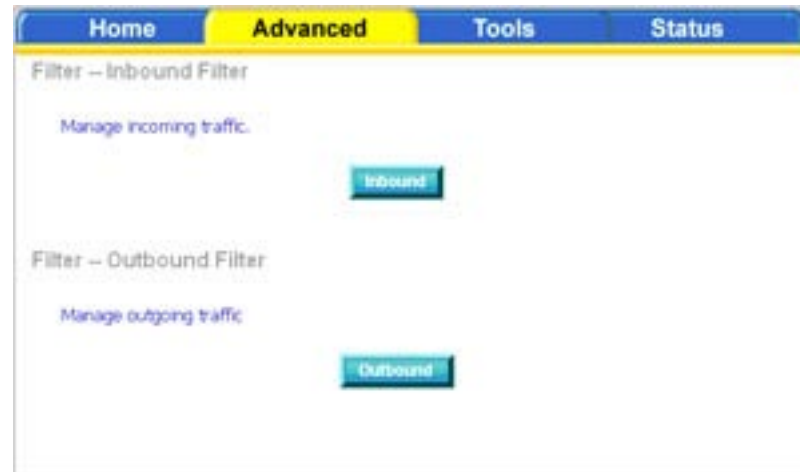 Home Advanced Tools Status
Filter – Inbound Filter
Manage incoming traffic.
Inbound
Filter – Outbound Filter
Manage outgoing traffic
Outbound